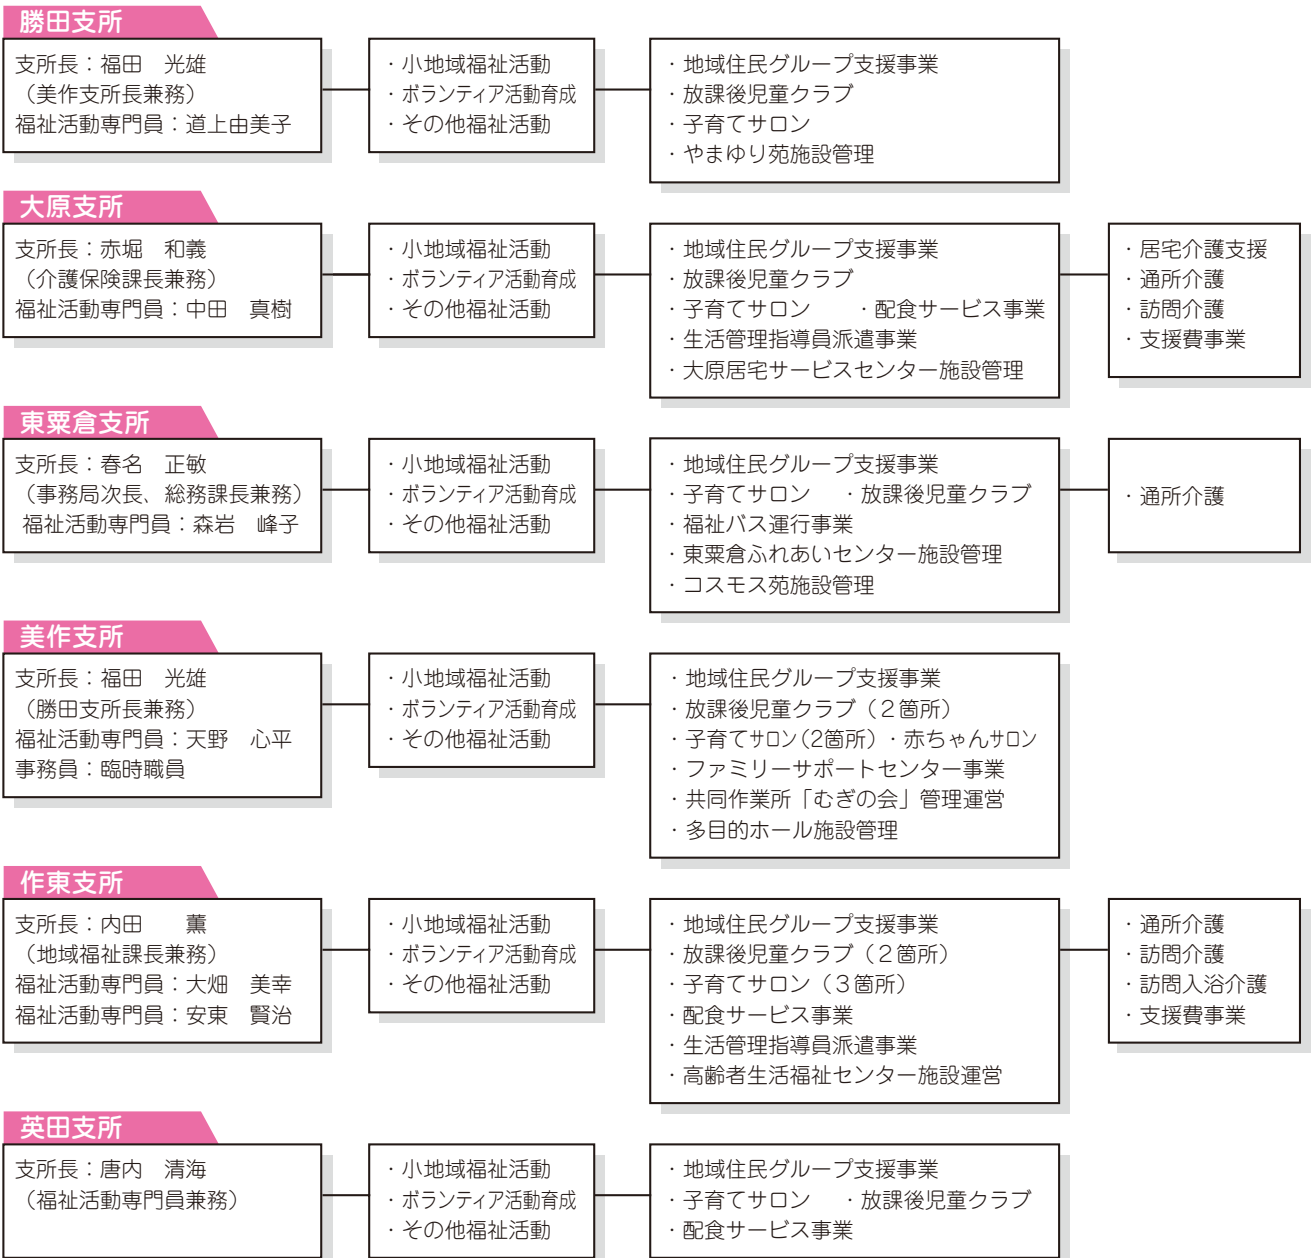 勝田支所
支所長：福田　光雄
（美作支所長兼務）
福祉活動専門員：道上由美子
・小地域福祉活動
・ボランティア活動育成
・その他福祉活動
・地域住民グループ支援事業
・放課後児童クラブ
・子育てサロン
・やまゆり苑施設管理
大原支所
支所長：赤堀　和義
（介護保険課長兼務）
福祉活動専門員：中田　真樹
・小地域福祉活動
・ボランティア活動育成
・その他福祉活動
・地域住民グループ支援事業
・放課後児童クラブ
・子育てサロン　・配食サービス事業
・生活管理指導員派遣事業
・大原居宅サービスセンター施設管理
・居宅介護支援
・通所介護
・訪問介護
・支援費事業
東粟倉支所
支所長：春名　正敏
（事務局次長、総務課長兼務）
福祉活動専門員：森岩　峰子
・小地域福祉活動
・ボランティア活動育成
・その他福祉活動
・地域住民グループ支援事業
・子育てサロン　・放課後児童クラブ
・福祉バス運行事業
・東粟倉ふれあいセンター施設管理
・コスモス苑施設管理
・通所介護
美作支所
支所長：福田　光雄
（勝田支所長兼務）
福祉活動専門員：天野　心平
事務員：臨時職員
・小地域福祉活動
・ボランティア活動育成
・その他福祉活動
・地域住民グループ支援事業
・放課後児童クラブ（２箇所）
・子育てサロン（2箇所）・赤ちゃんサロン
・ファミリーサポートセンター事業
・共同作業所「むぎの会」管理運営
・多目的ホール施設管理
作東支所
支所長：内田　　薫
（地域福祉課長兼務）
福祉活動専門員：大畑　美幸
福祉活動専門員：安東　賢治
・小地域福祉活動
・ボランティア活動育成
・その他福祉活動
・地域住民グループ支援事業
・放課後児童クラブ（２箇所）
・子育てサロン（３箇所）
・配食サービス事業
・生活管理指導員派遣事業
・高齢者生活福祉センター施設運営
・通所介護
・訪問介護
・訪問入浴介護
・支援費事業
英田支所
支所長：唐内　清海
（福祉活動専門員兼務）
・小地域福祉活動
・ボランティア活動育成
・その他福祉活動
・地域住民グループ支援事業
・子育てサロン　・放課後児童クラブ
・配食サービス事業